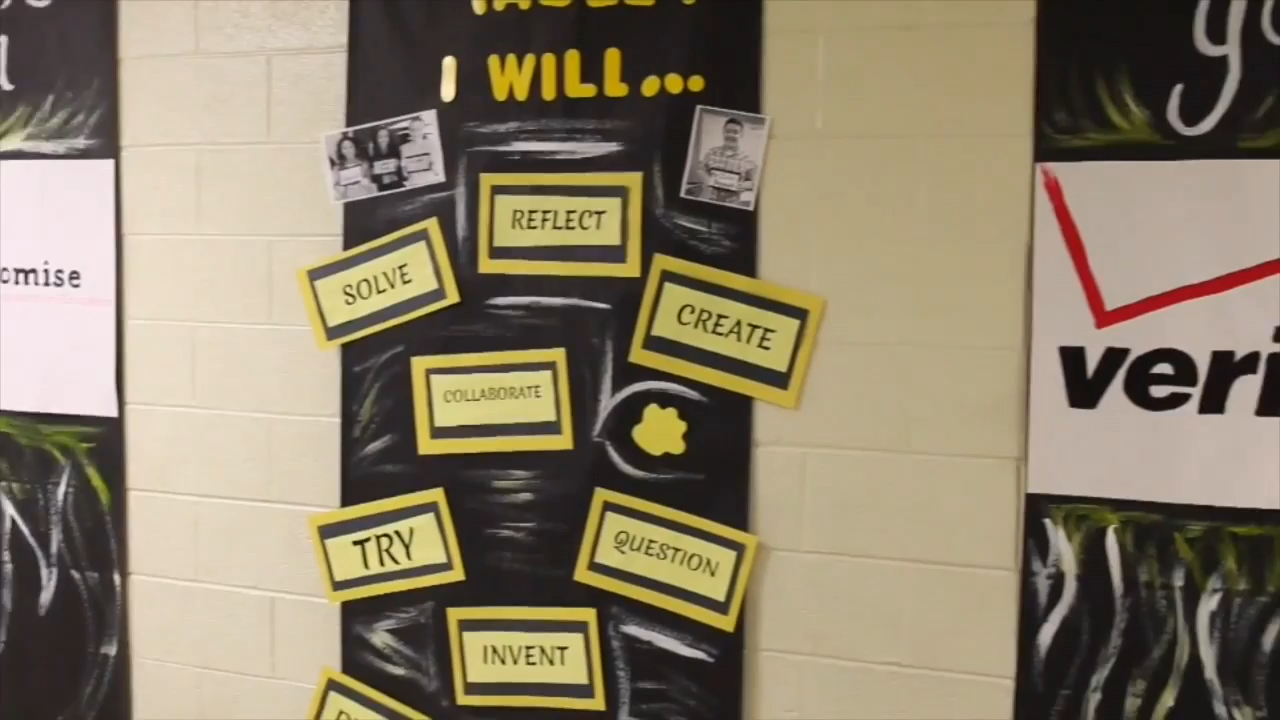 I WILL...
REFLECT
SOLVE
CREATE
COLLABORATE
TRY
QUESTION
INVENT
omise
veri